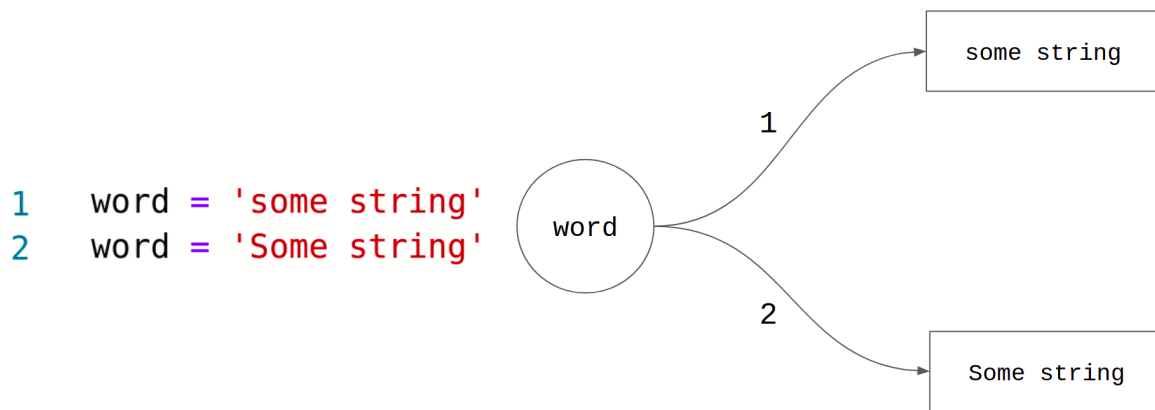 1 word = 'some string'
2 word = 'Some string'
word
1
2
some string
Some string